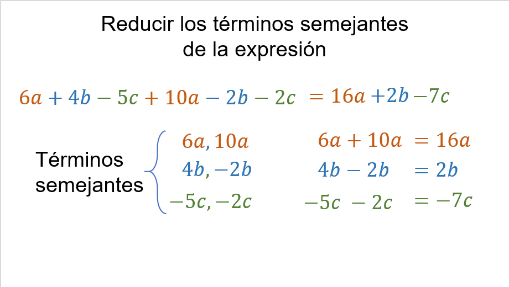 Reducir los términos semejantes
de la expresión
6a + 4b − 5c + 10a − 2b − 2c = 16a +2b −7c
Términos
semejantes
6a, 10a
4b, −2b
−5c, −2c
6a + 10a = 16a
4b − 2b = 2b
−5c − 2c = −7c